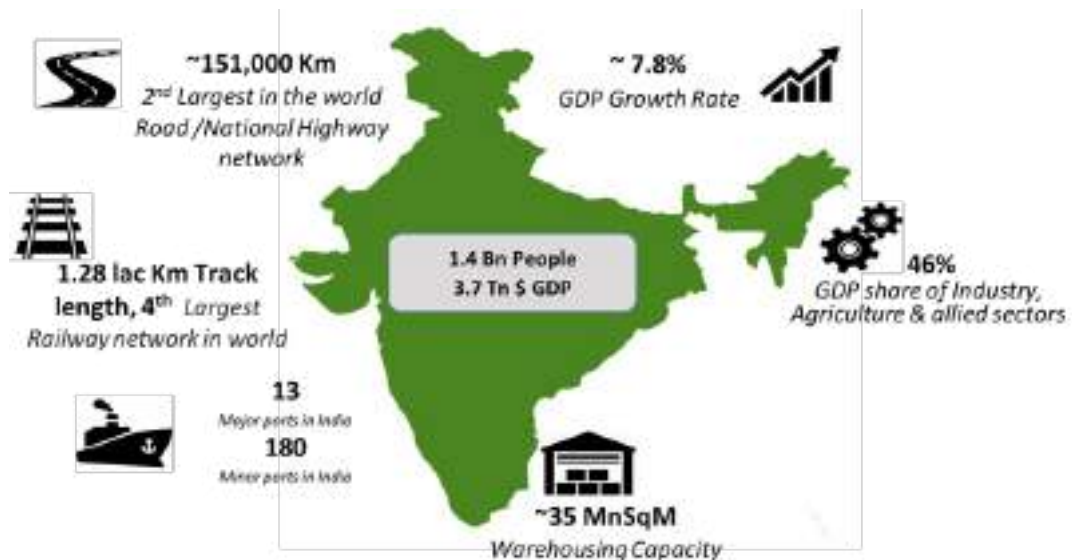 ~151,000 Km
2nd Largest in the world
Road /National Highway
network
~ 7.8%
GDP Growth Rate
1.28 lac Km Track
length, 4th Largest
Railway network in world
1.4 Bn People
3.7 Tn $ GDP
46%
GDP share of Industry,
Agriculture & allied sectors
13
Major ports in India
180
Minor ports in India
~35 MnSqM
Warehousing Capacity